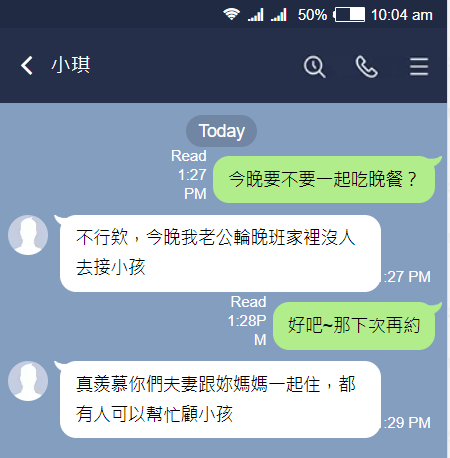 50% 10:04 am
小琪
Today
Read
1:27
PM
今晚要不要一起吃晚餐？
不行欸，今晚我老公輪晚班家裡沒人
去接小孩
:27 PM
Read
1:28P
M
好吧~那下次再約
真羨慕你們夫妻跟妳媽媽一起住，都
有人可以幫忙顧小孩
:29 PM